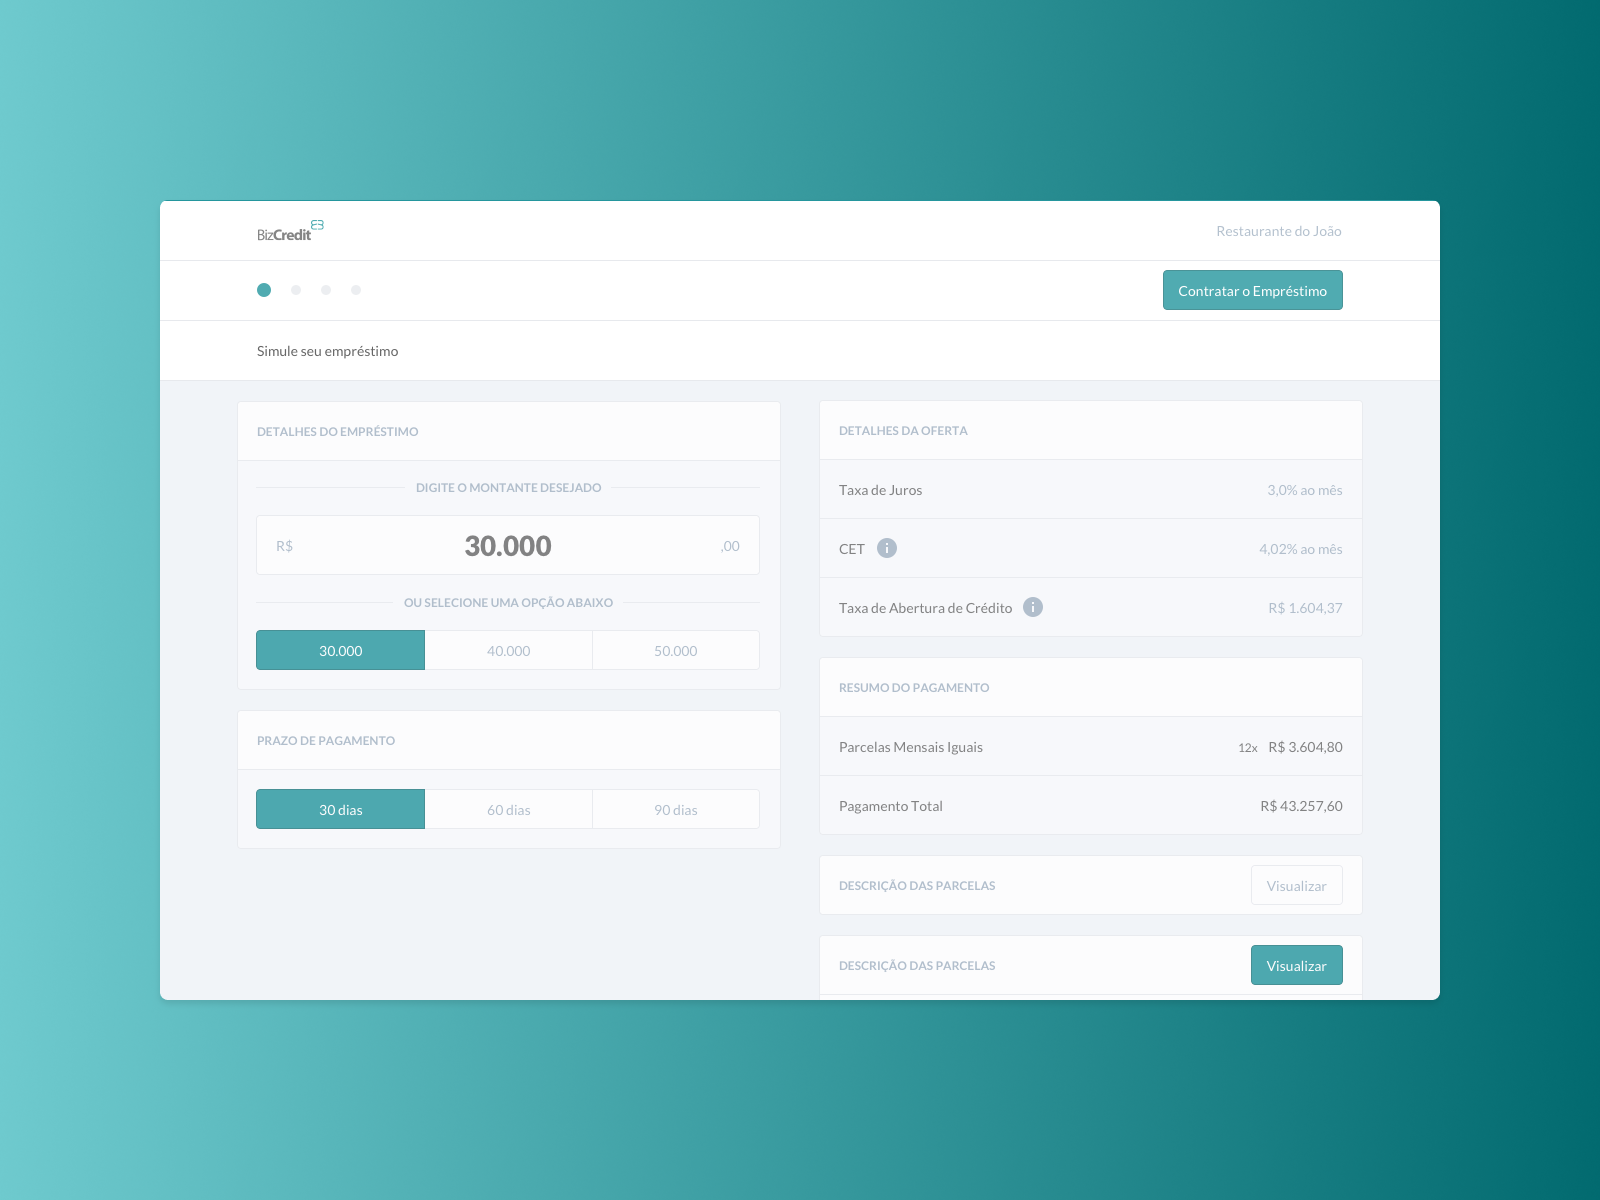 BizCredit
Restaurante do João
Contratar o Empréstimo
Simule seu empréstimo
DETALHES DO EMPRÉSTIMO
DIGITE O MONTANTE DESEJADO
R$ 30.000 ,00
OU SELECIONE UMA OPÇÃO ABAIXO
30.000 40.000 50.000
PRAZO DE PAGAMENTO
30 dias 60 dias 90 dias
DETALHES DA OFERTA
Taxa de Juros 3,0% ao mês
CET i 4,02% ao mês
Taxa de Abertura de Crédito i R$ 1.604,37
RESUMO DO PAGAMENTO
Parcelas Mensais Iguais 12x R$ 3.604,80
Pagamento Total R$ 43.257,60
DESCRIÇÃO DAS PARCELAS Visualizar
DESCRIÇÃO DAS PARCELAS Visualizar